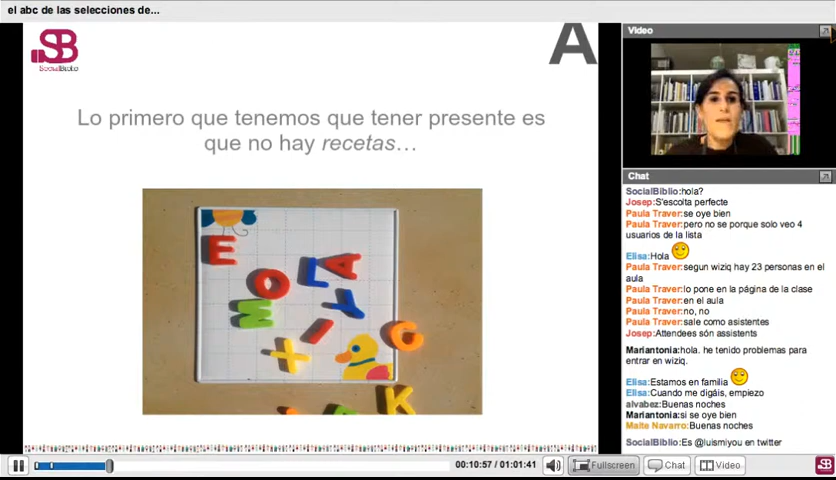 el abc de las selecciones de...
SB
SocialBiblio
A
Lo primero que tenemos que tener presente es
que no hay recetas…
E
L A
O
M
Y
I
X
G
K
Video
Chat
SocialBiblio:hola?
Josep:S'escolta perfecte
Paula Traver:se oye bien
Paula Traver:pero no se porque solo veo 4
usuarios de la lista
Elisa:Hola
Paula Traver:segun wiziq hay 23 personas en el
aula
Paula Traver:lo pone en la página de la clase
Paula Traver:en el aula
Paula Traver:no, no
Paula Traver:sale como asistentes
Josep:Attendees són assistents
Mariantonia:hola. he tenido problemas para
entrar en wiziq.
Elisa:Estamos en familia
Elisa:Cuando me digáis, empiezo
alvabez:Buenas noches
Mariantonia:si se oye bien
Maite Navarro:Buenas noches
SocialBiblio:Es @luismiyou en twitter
00:10:57 / 01:01:41
Fullscreen
Chat
Video
SB